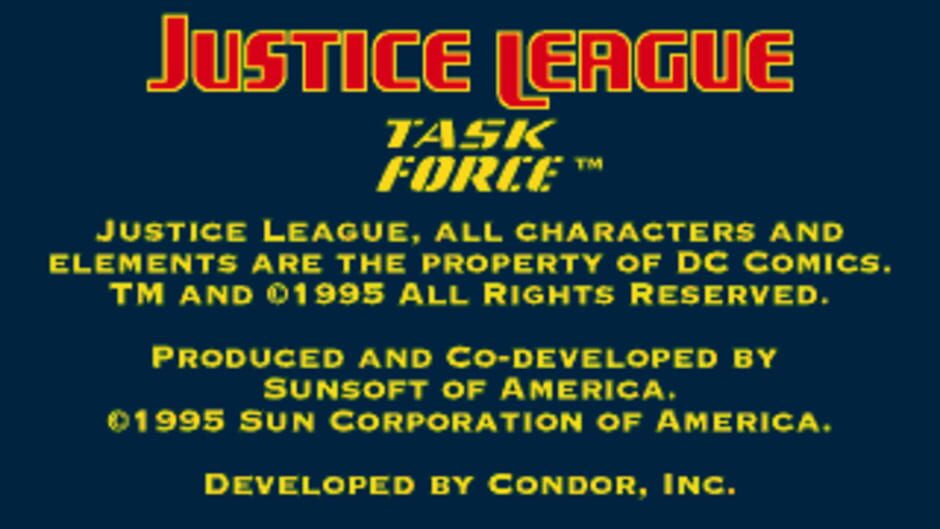 JUSTICE LEAGUE
TASK
FORCE ™
JUSTICE LEAGUE, ALL CHARACTERS AND
ELEMENTS ARE THE PROPERTY OF DC COMICS.
TM AND ©1995 ALL RIGHTS RESERVED.
PRODUCED AND CO-DEVELOPED BY
SUNSOFT OF AMERICA.
©1995 SUN CORPORATION OF AMERICA.
DEVELOPED BY CONDOR, INC.